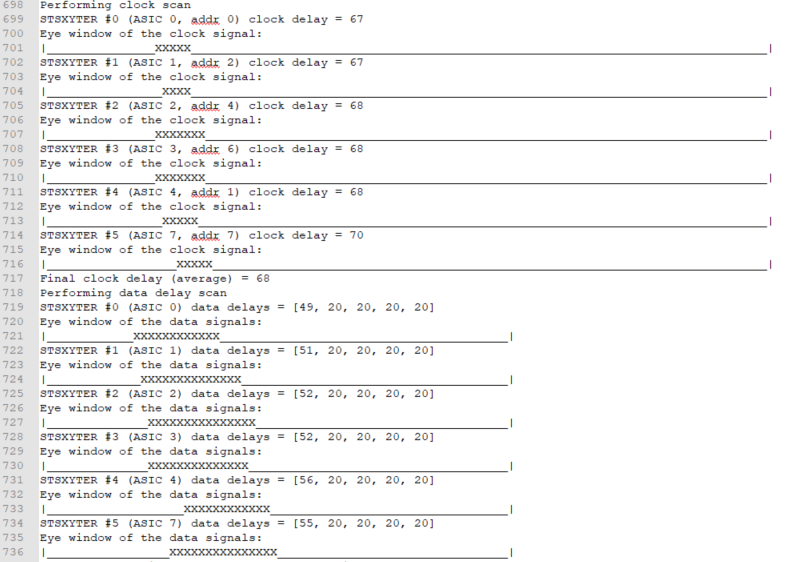 698 Performing clock scan
699 STSXYTER #0 (ASIC 0, addr 0) clock delay = 67
700 Eye window of the clock signal:
701 |_______________XXXXX________________________________________________________________________________|
702 STSXYTER #1 (ASIC 1, addr 2) clock delay = 67
703 Eye window of the clock signal:
704 |________________XXXX________________________________________________________________________________|
705 STSXYTER #2 (ASIC 2, addr 4) clock delay = 68
706 Eye window of the clock signal:
707 |_______________XXXXXXX______________________________________________________________________________|
708 STSXYTER #3 (ASIC 3, addr 6) clock delay = 68
709 Eye window of the clock signal:
710 |_______________XXXXXXX______________________________________________________________________________|
711 STSXYTER #4 (ASIC 4, addr 1) clock delay = 68
712 Eye window of the clock signal:
713 |________________XXXXX_______________________________________________________________________________|
714 STSXYTER #5 (ASIC 7, addr 7) clock delay = 70
715 Eye window of the clock signal:
716 |__________________XXXXX_____________________________________________________________________________|
717 Final clock delay (average) = 68
718 Performing data delay scan
719 STSXYTER #0 (ASIC 0) data delays = [49, 20, 20, 20, 20]
720 Eye window of the data signals:
721 |____________XXXXXXXXXXXX________________________________________|
722 STSXYTER #1 (ASIC 1) data delays = [51, 20, 20, 20, 20]
723 Eye window of the data signals:
724 |_____________XXXXXXXXXXXXXX_____________________________________|
725 STSXYTER #2 (ASIC 2) data delays = [52, 20, 20, 20, 20]
726 Eye window of the data signals:
727 |______________XXXXXXXXXXXXXXX___________________________________|
728 STSXYTER #3 (ASIC 3) data delays = [52, 20, 20, 20, 20]
729 Eye window of the data signals:
730 |______________XXXXXXXXXXXXXX____________________________________|
731 STSXYTER #4 (ASIC 4) data delays = [56, 20, 20, 20, 20]
732 Eye window of the data signals:
733 |___________________XXXXXXXXXXXX_________________________________|
734 STSXYTER #5 (ASIC 7) data delays = [55, 20, 20, 20, 20]
735 Eye window of the data signals:
736 |_________________XXXXXXXXXXXXXXX________________________________|